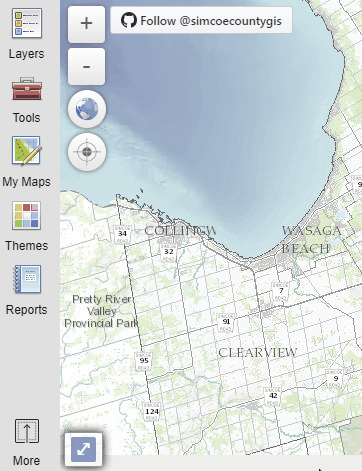 Layers
Tools
My Maps
Themes
Reports
More
+
-
Follow @simcoecountygis
COLLINGW
WASAGA
BEACH
34
32
7
Pretty River
Valley
Provincial Park
91
CLEARVIEW
95
9
42
124